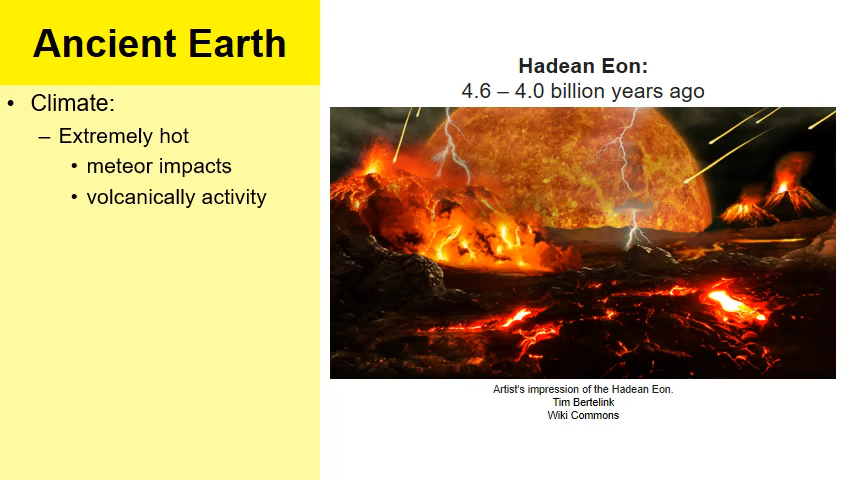 Ancient Earth
• Climate:
– Extremely hot
• meteor impacts
• volcanically activity
Hadean Eon:
4.6 – 4.0 billion years ago
Artist's impression of the Hadean Eon.
Tim Bertelink
Wiki Commons